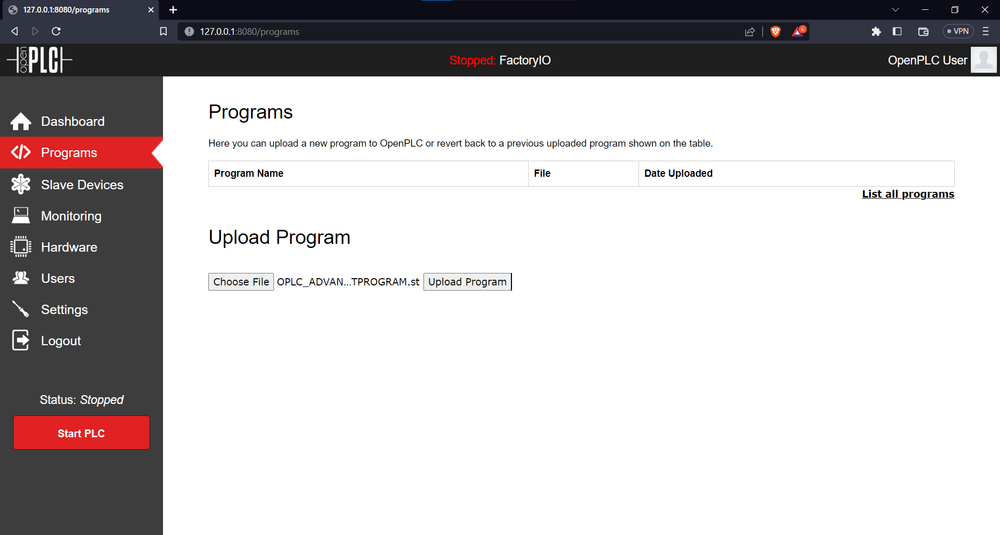 127.0.0.1:8080/programs
127.0.0.1:8080/programs
6
VPN
open PLC
Stopped: FactoryIO
OpenPLC User
Dashboard
Programs
Slave Devices
Monitoring
Hardware
Users
Settings
Logout
Status: Stopped
Start PLC
Programs
Here you can upload a new program to OpenPLC or revert back to a previous uploaded program shown on the table.
Program Name File Date Uploaded
List all programs
Upload Program
Choose File OPLC_ADVAN...TPROGRAM.st Upload Program